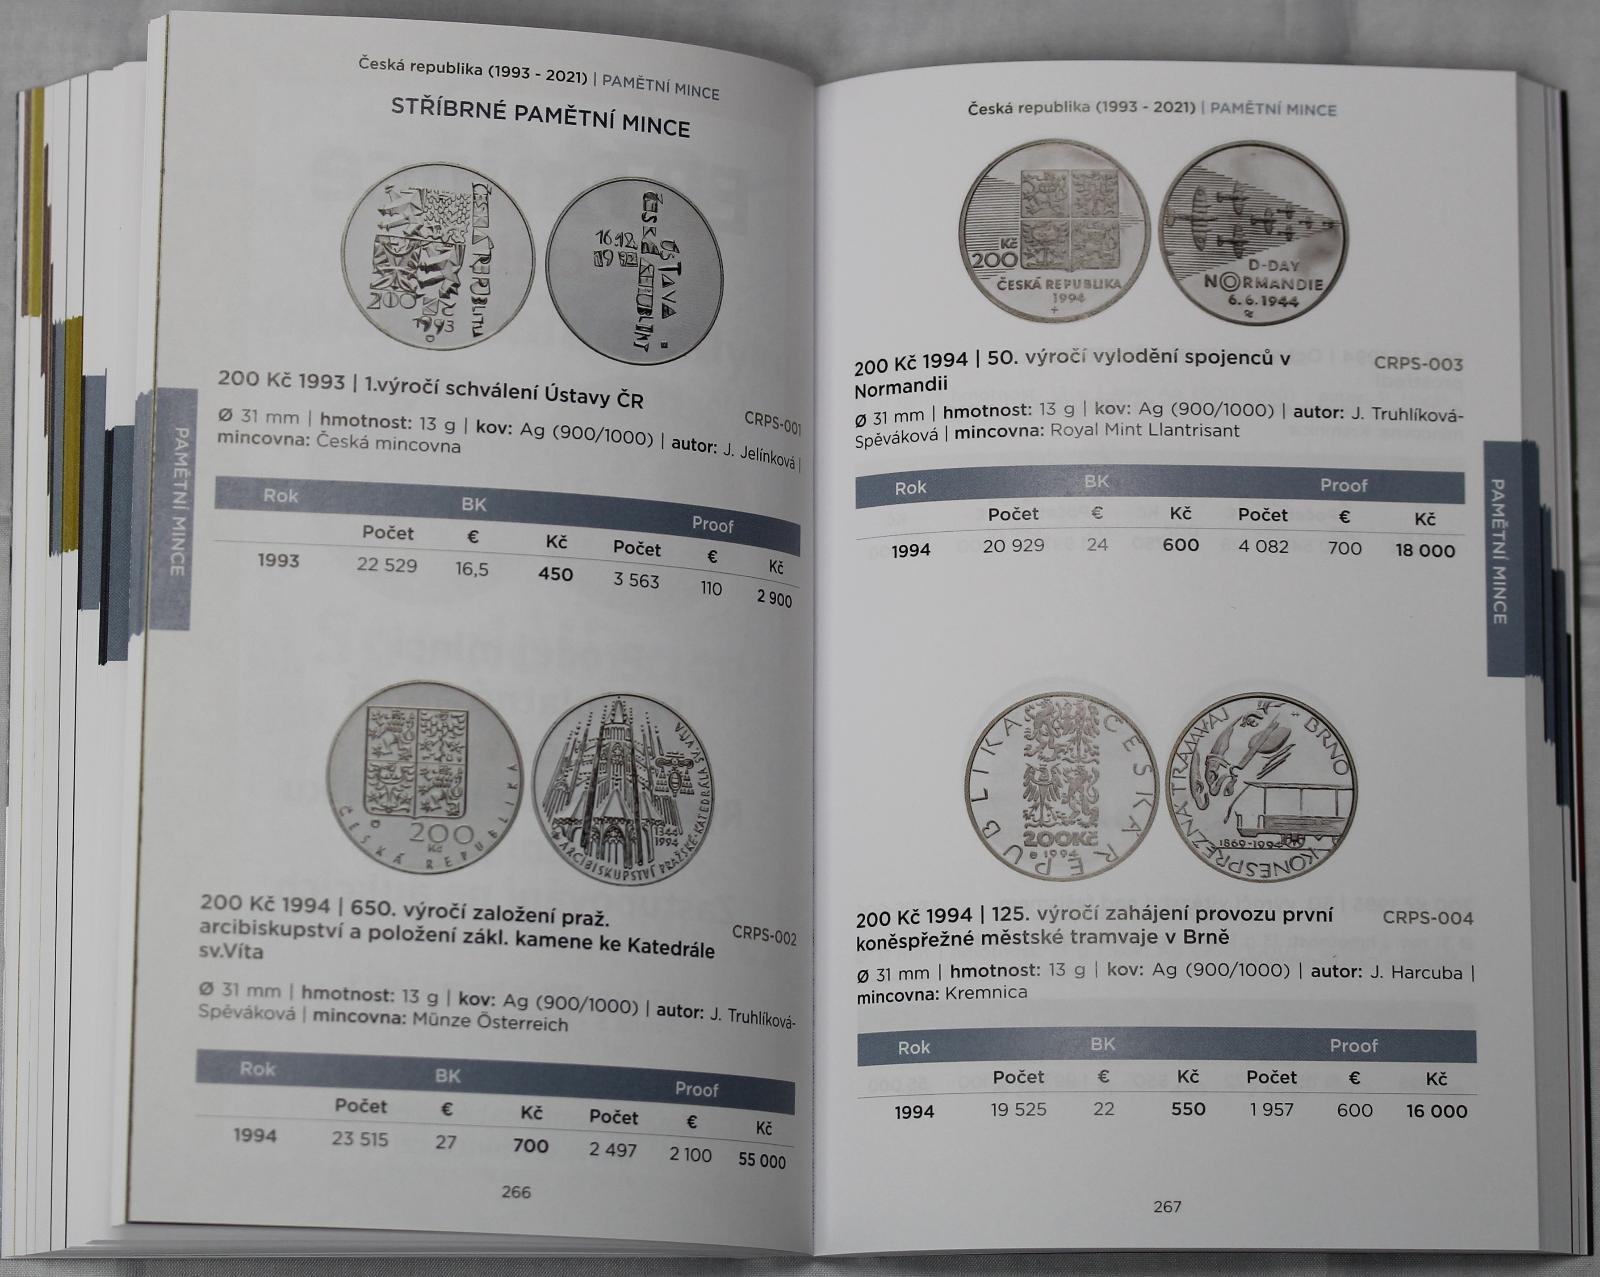 Česká republika (1993 - 2021) | PAMĚTNÍ MINCE
STŘÍBRNÉ PAMĚTNÍ MINCE
ČESKÁ REPUBLIKA
200
1993
16.12
19 92
ÚSTAVA
ČESKÉ REPUBLIKY
200 Kč 1993 | 1.výročí schválení Ústavy ČR
CRPS-001
Ø 31 mm | hmotnost: 13 g | kov: Ag (900/1000) | autor: J. Jelínková |
mincovna: Česká mincovna
Rok BK Proof
Počet € Kč Počet € Kč
1993 22 529 16,5 450 3 563 110 2 900
200
Kč
ČESKÁ REPUBLIKA
1344
1994
ARCIBISKUPSTVÍ PRAŽSKÉ·KATEDRÁLA SV.VÍTA
200 Kč 1994 | 650. výročí založení praž.
arcibiskupství a položení zákl. kamene ke Katedrále
sv.Víta
CRPS-002
Ø 31 mm | hmotnost: 13 g | kov: Ag (900/1000) | autor: J. Truhlíková-
Spěváková | mincovna: Münze Österreich
Rok BK Proof
Počet € Kč Počet € Kč
1994 23 515 27 700 2 497 2 100 55 000
266
PAMĚTNÍ MINCE
Česká republika (1993 - 2021) | PAMĚTNÍ MINCE
Kč
200
ČESKÁ REPUBLIKA
1994
D-DAY
NORMANDIE
6.6.1944
200 Kč 1994 | 50. výročí vylodění spojenců v
Normandii
CRPS-003
Ø 31 mm | hmotnost: 13 g | kov: Ag (900/1000) | autor: J. Truhlíková-
Spěváková | mincovna: Royal Mint Llantrisant
Rok BK Proof
Počet € Kč Počet € Kč
1994 20 929 24 600 4 082 700 18 000
ČESKÁ REPUBLIKA
200Kč
1994
KONĚSPŘEŽNÁ TRAMVAJ BRNO
1869-1994
200 Kč 1994 | 125. výročí zahájení provozu první
koněspřežné městské tramvaje v Brně
CRPS-004
Ø 31 mm | hmotnost: 13 g | kov: Ag (900/1000) | autor: J. Harcuba |
mincovna: Kremnica
Rok BK Proof
Počet € Kč Počet € Kč
1994 19 525 22 550 1 957 600 16 000
267
PAMĚTNÍ MINCE